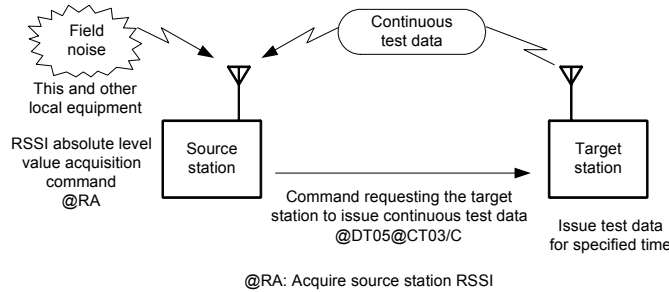 Field
noise
Continuous
test data
This and other
local equipment
RSSI absolute level
value acquisition
command
@RA
Source
station
Target
station
Command requesting the target
station to issue continuous test data
@DT05@CT03/C
Issue test data
for specified time
@RA: Acquire source station RSSI